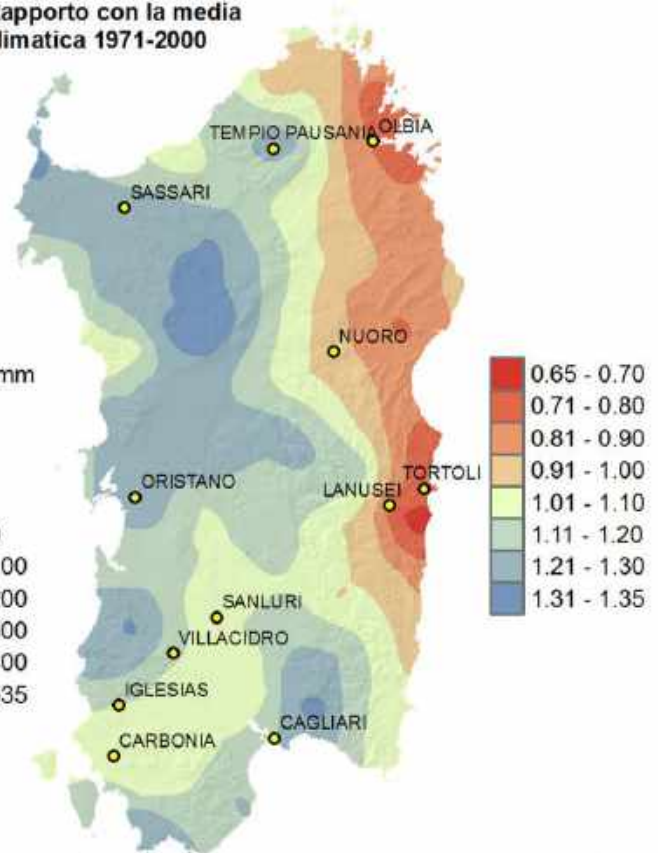 apporto con la media
limatica 1971-2000
TEMPIO PAUSANIA
OLBIA
SASSARI
NUORO
mm
0.65 - 0.70
0.71 - 0.80
0.81 - 0.90
0.91 - 1.00
1.01 - 1.10
1.11 - 1.20
1.21 - 1.30
1.31 - 1.35
TORTOLI
LANUSEI
ORISTANO
00
00
00
00
35
SANLURI
VILLACIDRO
IGLESIAS
CARBONIA
CAGLIARI